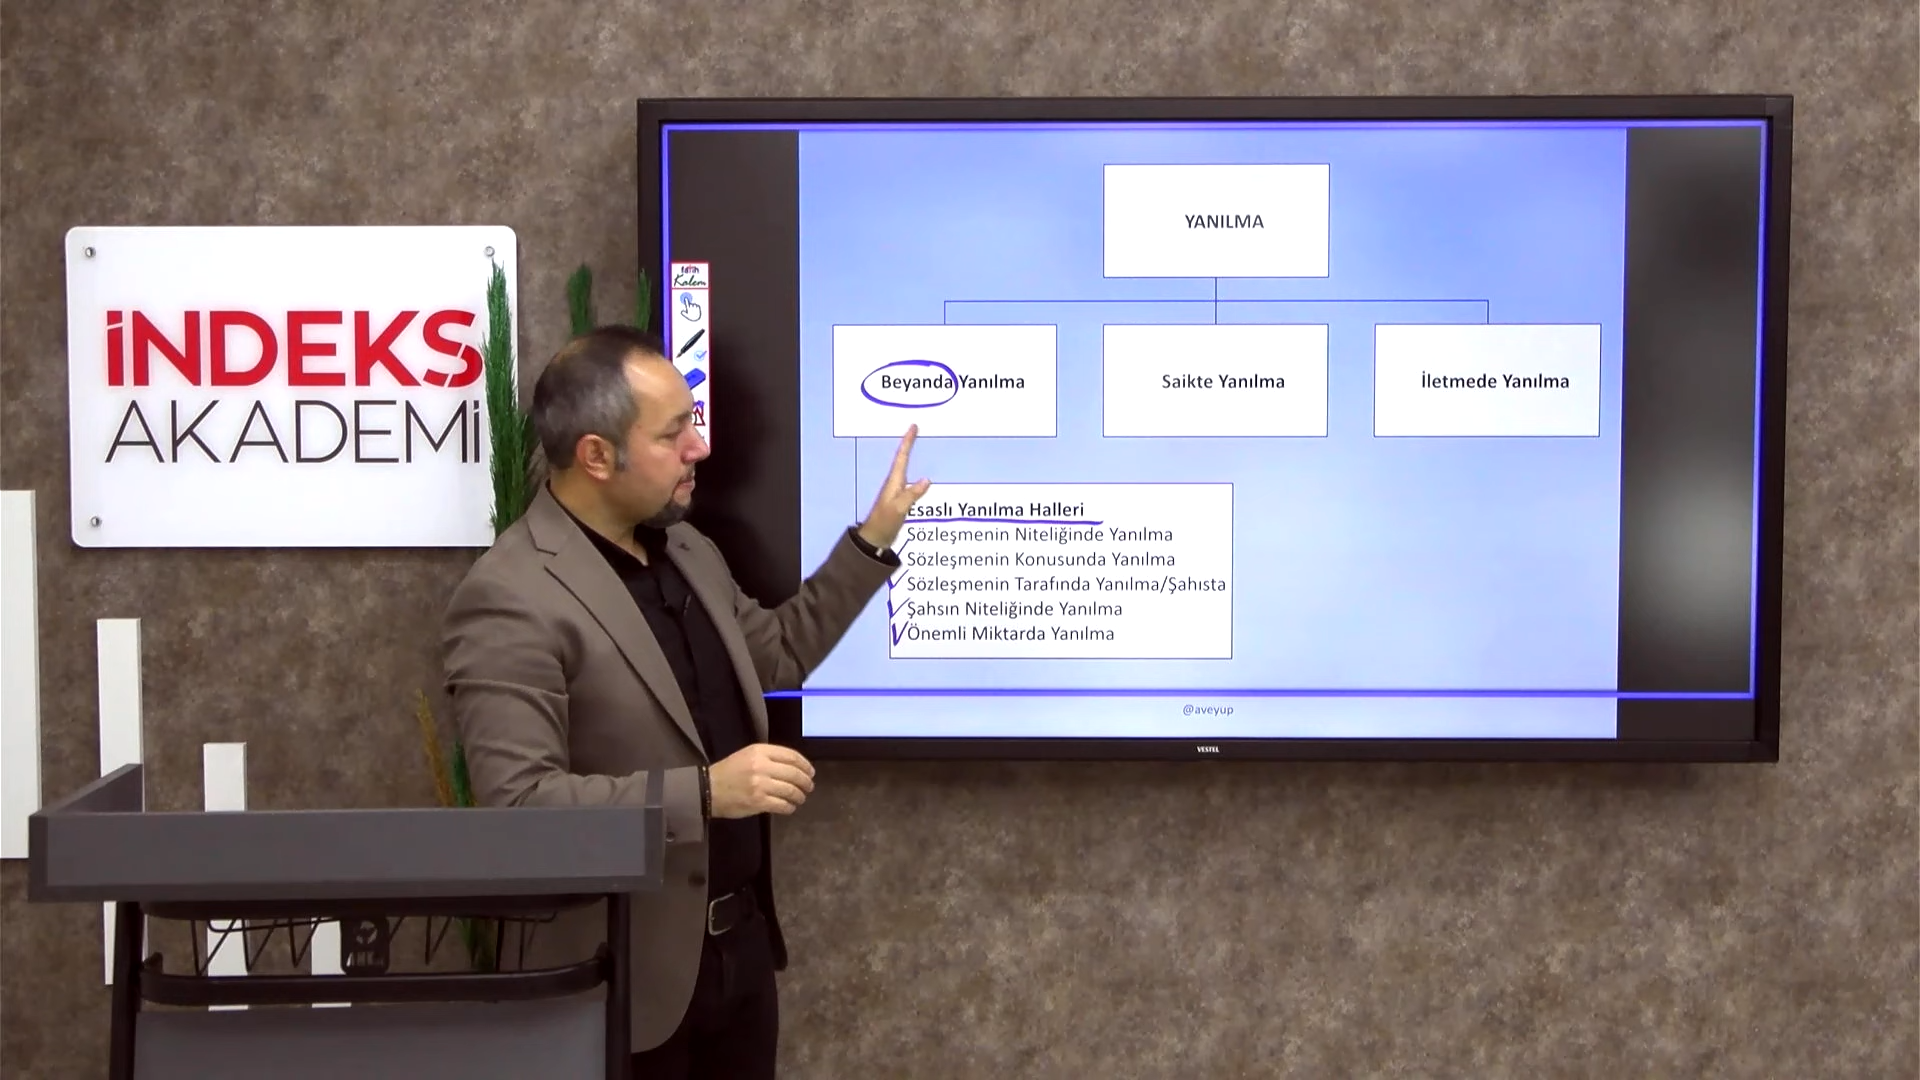 İNDEKS
AKADEMİ
Kalem
YANILMA
Beyanda Yanılma
Saikte Yanılma
İletmede Yanılma
Esaslı Yanılma Halleri
Sözleşmenin Niteliğinde Yanılma
Sözleşmenin Konusunda Yanılma
Sözleşmenin Tarafında Yanılma/Şahısta
Şahsın Niteliğinde Yanılma
Önemli Miktarda Yanılma
@aveyup
VESTEL